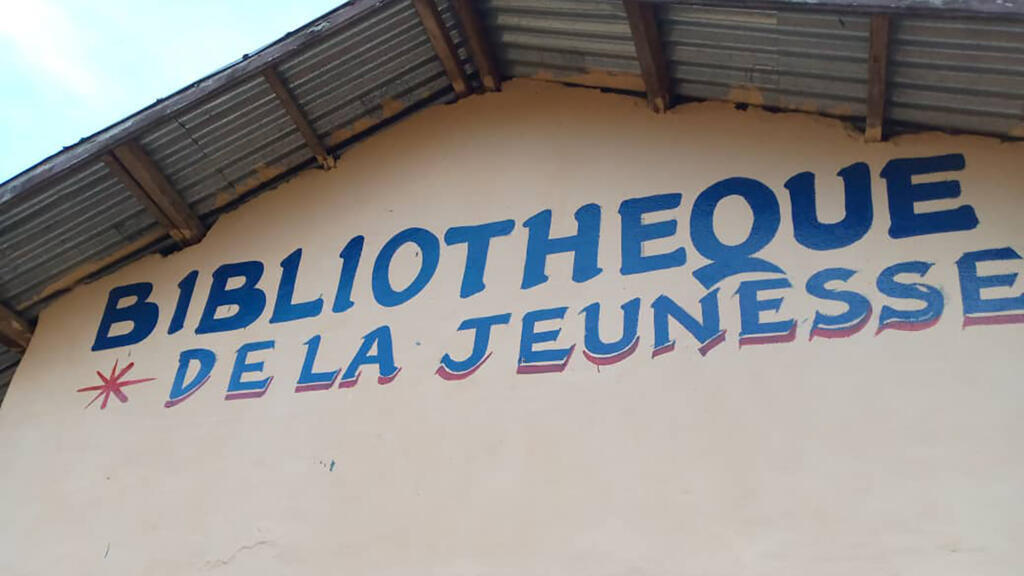 BIBLIOTHEQUE
DE LA JEUNESSE